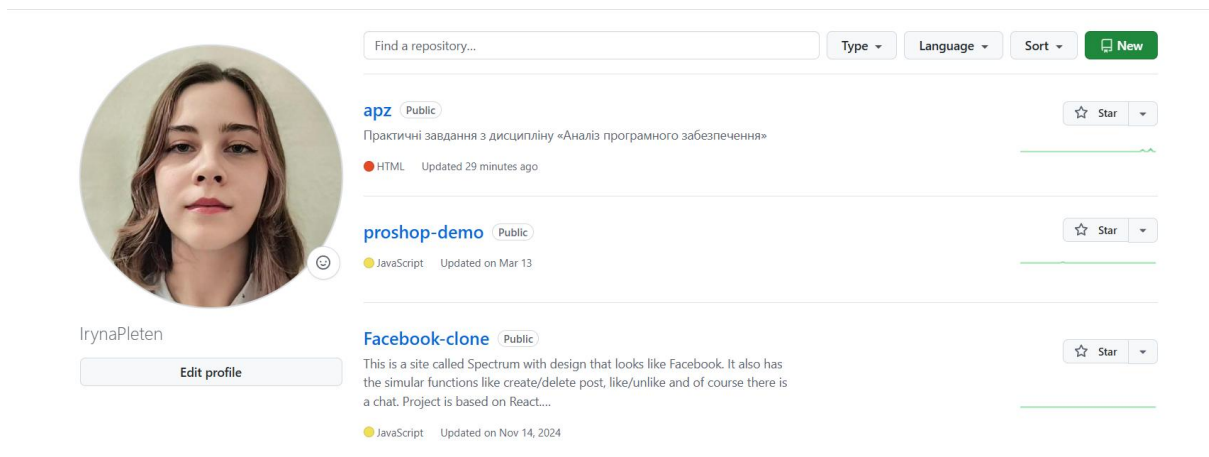 Find a repository...
Type
Language
Sort
New
apz Public
Star
Практичні завдання з дисципліну «Аналіз програмного забезпечення»
HTML Updated 29 minutes ago
proshop-demo Public
Star
JavaScript Updated on Mar 13
IrynaPleten
Edit profile
Facebook-clone Public
Star
This is a site called Spectrum with design that looks like Facebook. It also has
the simular functions like create/delete post, like/unlike and of course there is
a chat. Project is based on React....
JavaScript Updated on Nov 14, 2024